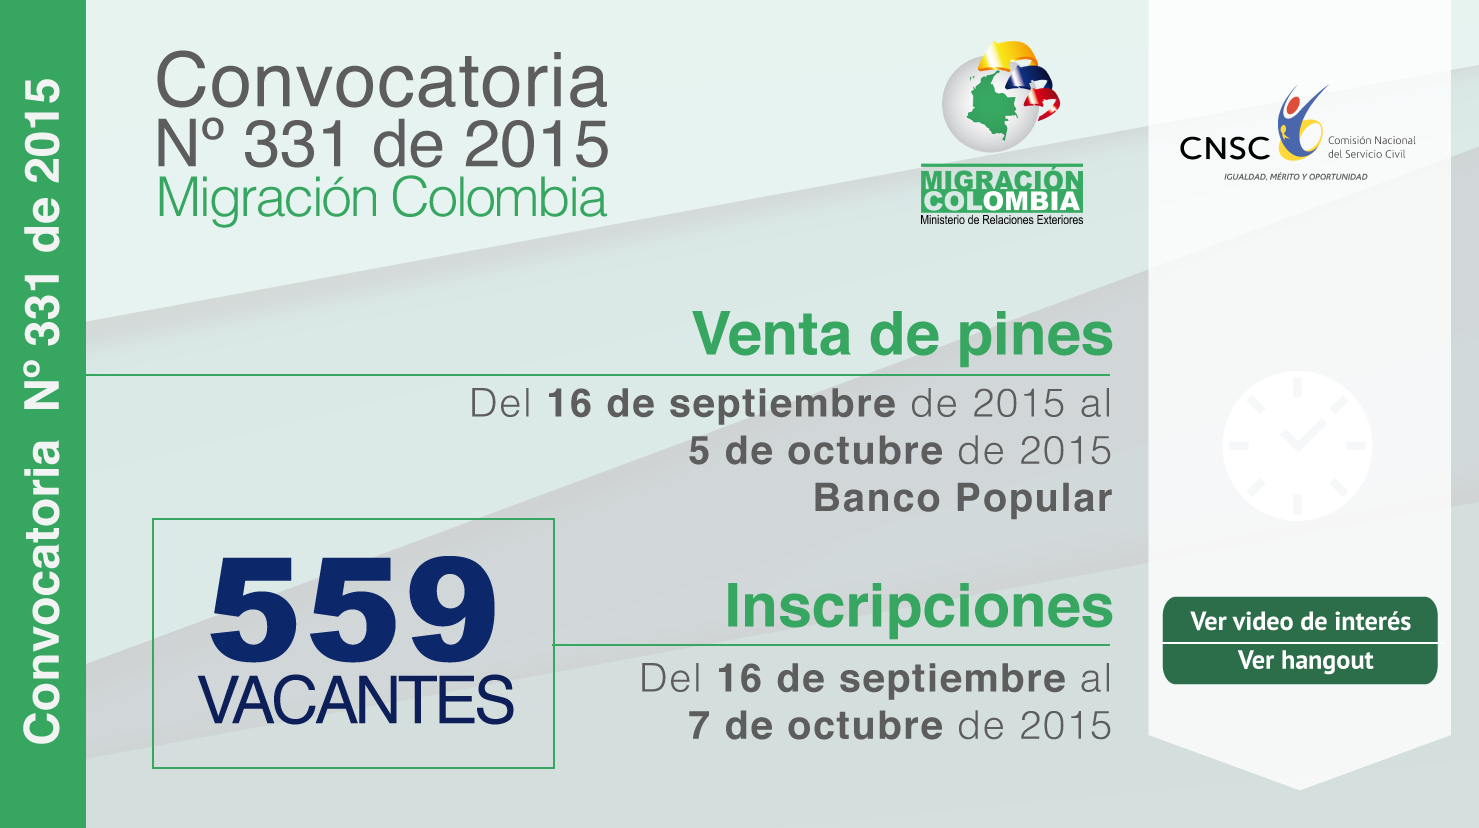 Convocatoria Nº 331 de 2015
Convocatoria
Nº 331 de 2015
Migración Colombia
MIGRACIÓN
COLOMBIA
Ministerio de Relaciones Exteriores
CNSC
Comisión Nacional
del Servicio Civil
IGUALDAD, MÉRITO Y OPORTUNIDAD
Venta de pines
Del 16 de septiembre de 2015 al
5 de octubre de 2015
Banco Popular
559
VACANTES
Inscripciones
Del 16 de septiembre al
7 de octubre de 2015
Ver video de interés
Ver hangout